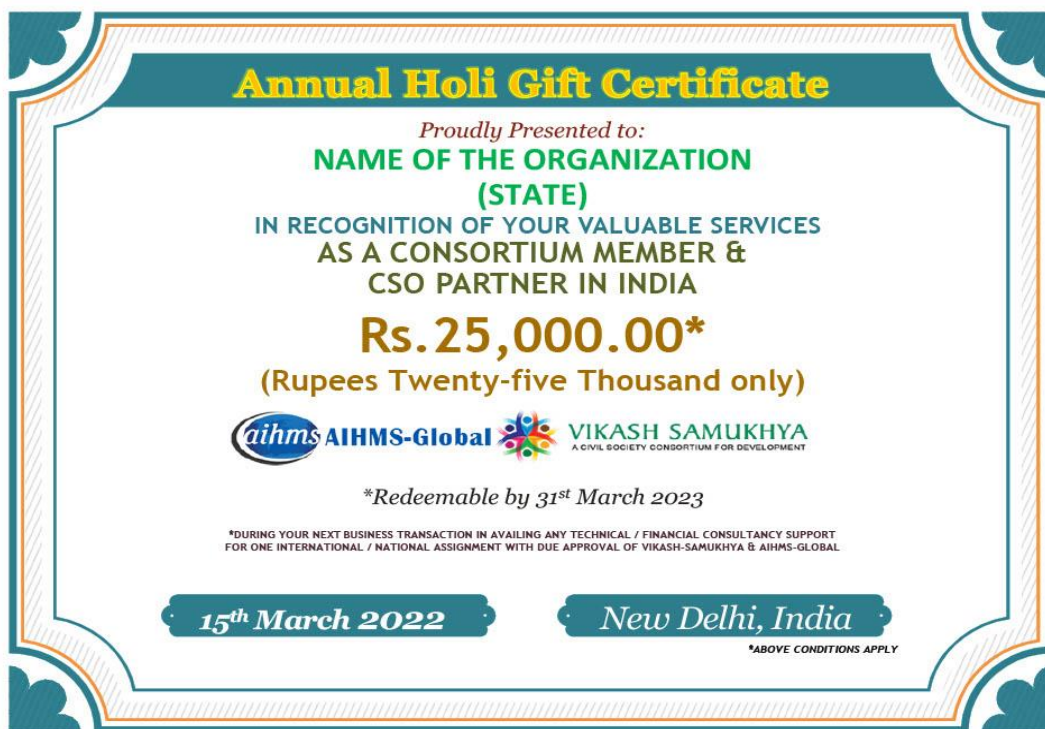 Annual Holi Gift Certificate
Proudly Presented to:
NAME OF THE ORGANIZATION
(STATE)
IN RECOGNITION OF YOUR VALUABLE SERVICES
AS A CONSORTIUM MEMBER &
CSO PARTNER IN INDIA
Rs.25,000.00*
(Rupees Twenty-five Thousand only)
aihms AIHMS-Global VIKASH SAMUKHYA
A CIVIL SOCIETY CONSORTIUM FOR DEVELOPMENT
*Redeemable by 31st March 2023
*DURING YOUR NEXT BUSINESS TRANSACTION IN AVAILING ANY TECHNICAL / FINANCIAL CONSULTANCY SUPPORT
FOR ONE INTERNATIONAL / NATIONAL ASSIGNMENT WITH DUE APPROVAL OF VIKASH-SAMUKHYA & AIHMS-GLOBAL
15th March 2022 New Delhi, India
*ABOVE CONDITIONS APPLY